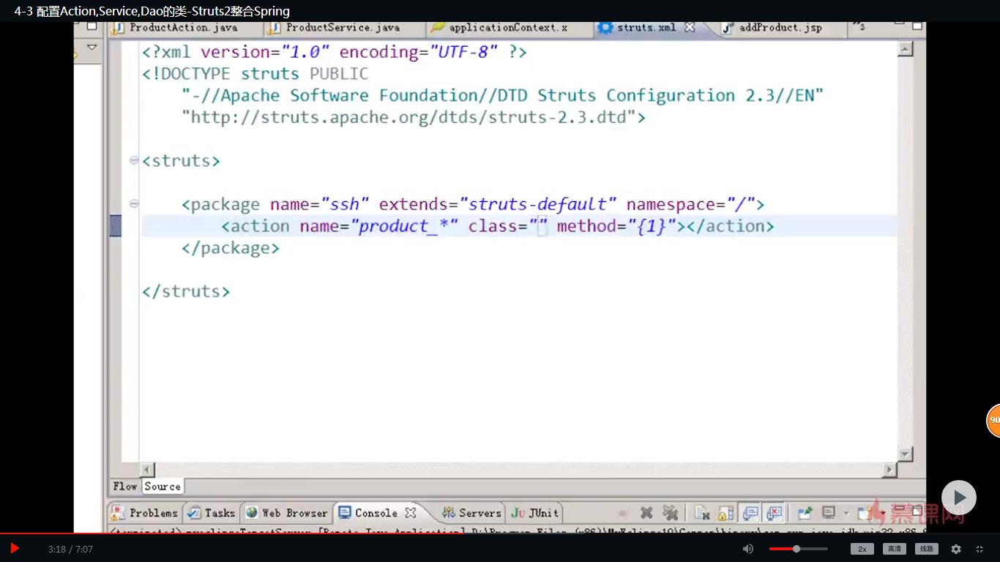 4-3 配置Action,Service,Dao的类-Struts2整合Spring
ProductAction.java ProductService.java applicationContext.x struts.xml addProduct.jsp »3
<?xml version="1.0" encoding="UTF-8" ?>
<!DOCTYPE struts PUBLIC
"-//Apache Software Foundation//DTD Struts Configuration 2.3//EN"
"http://struts.apache.org/dtds/struts-2.3.dtd">
<struts>
<package name="ssh" extends="struts-default" namespace="/">
<action name="product_*" class="" method="{1}"></action>
</package>
</struts>
90
Flow Source
Problems Tasks Web Browser Console Servers JUnit
慕课网
3:18 / 7:07 2x 高清 线路